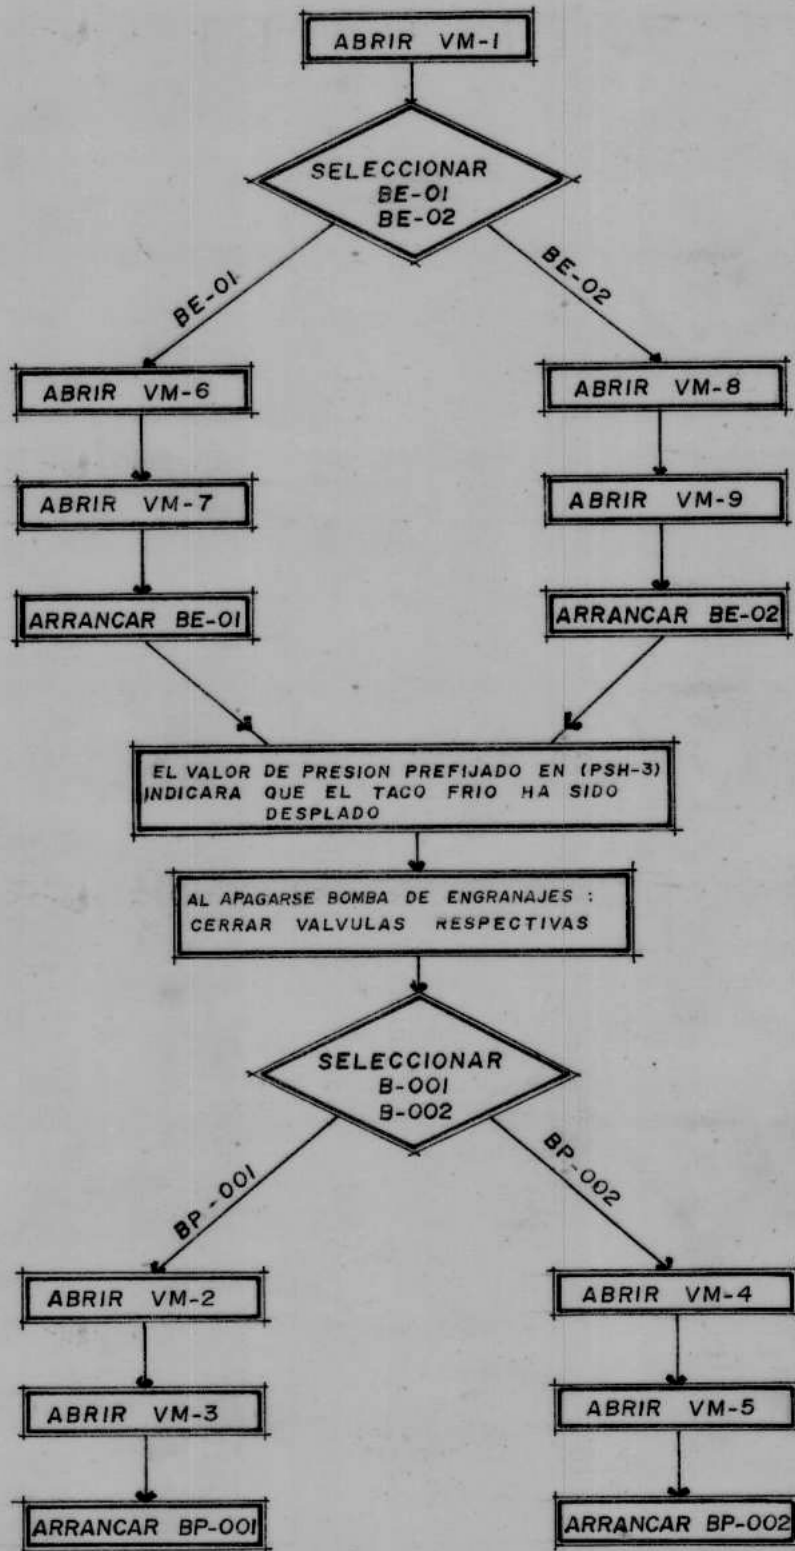 ABRIR VM-1
SELECCIONAR
BE-01
BE-02
BE-01
BE-02
ABRIR VM-6
ABRIR VM-8
ABRIR VM-7
ABRIR VM-9
ARRANCAR BE-01
ARRANCAR BE-02
EL VALOR DE PRESION PREFIJADO EN (PSH-3)
INDICARA QUE EL TACO FRIO HA SIDO
DESPLADO
AL APAGARSE BOMBA DE ENGRANAJES :
CERRAR VALVULAS RESPECTIVAS
SELECCIONAR
B-001
B-002
BP-001
BP-002
ABRIR VM-2
ABRIR VM-4
ABRIR VM-3
ABRIR VM-5
ARRANCAR BP-001
ARRANCAR BP-002